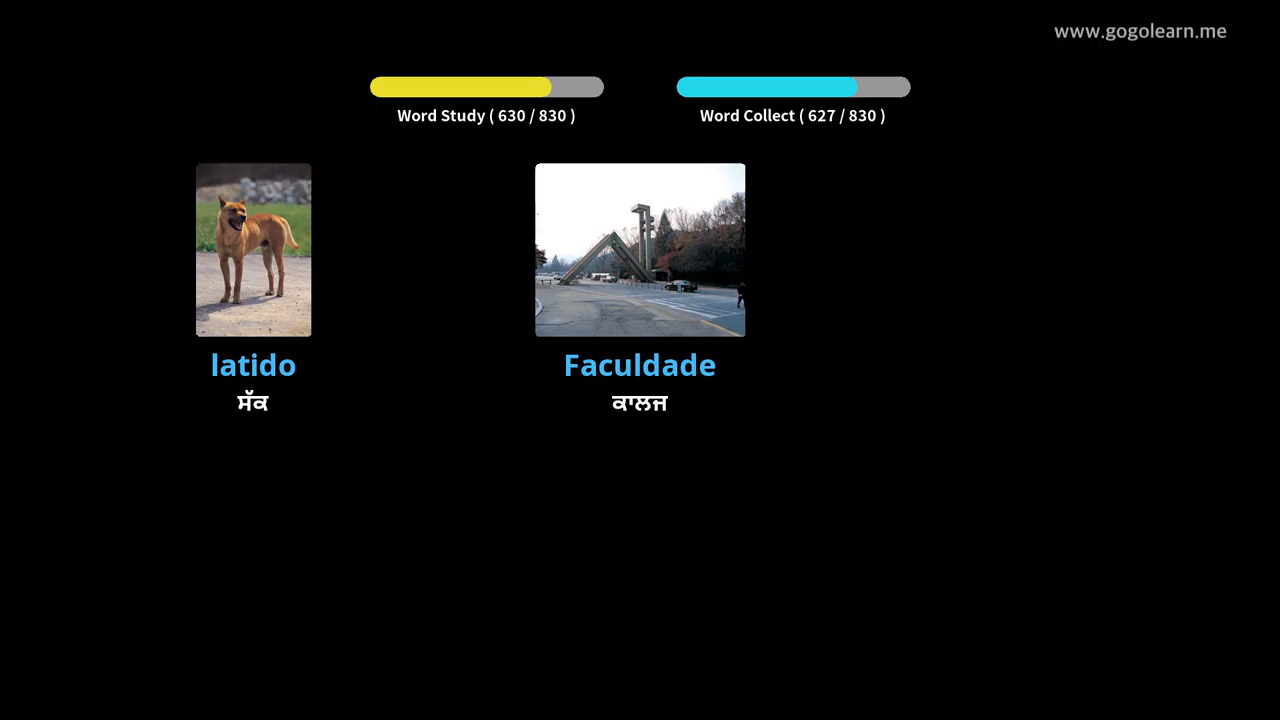 www.gogolearn.me
Word Study ( 630 / 830 )
Word Collect ( 627 / 830 )
latido
ਸੱਕ
Faculdade
ਕਾਲਜ